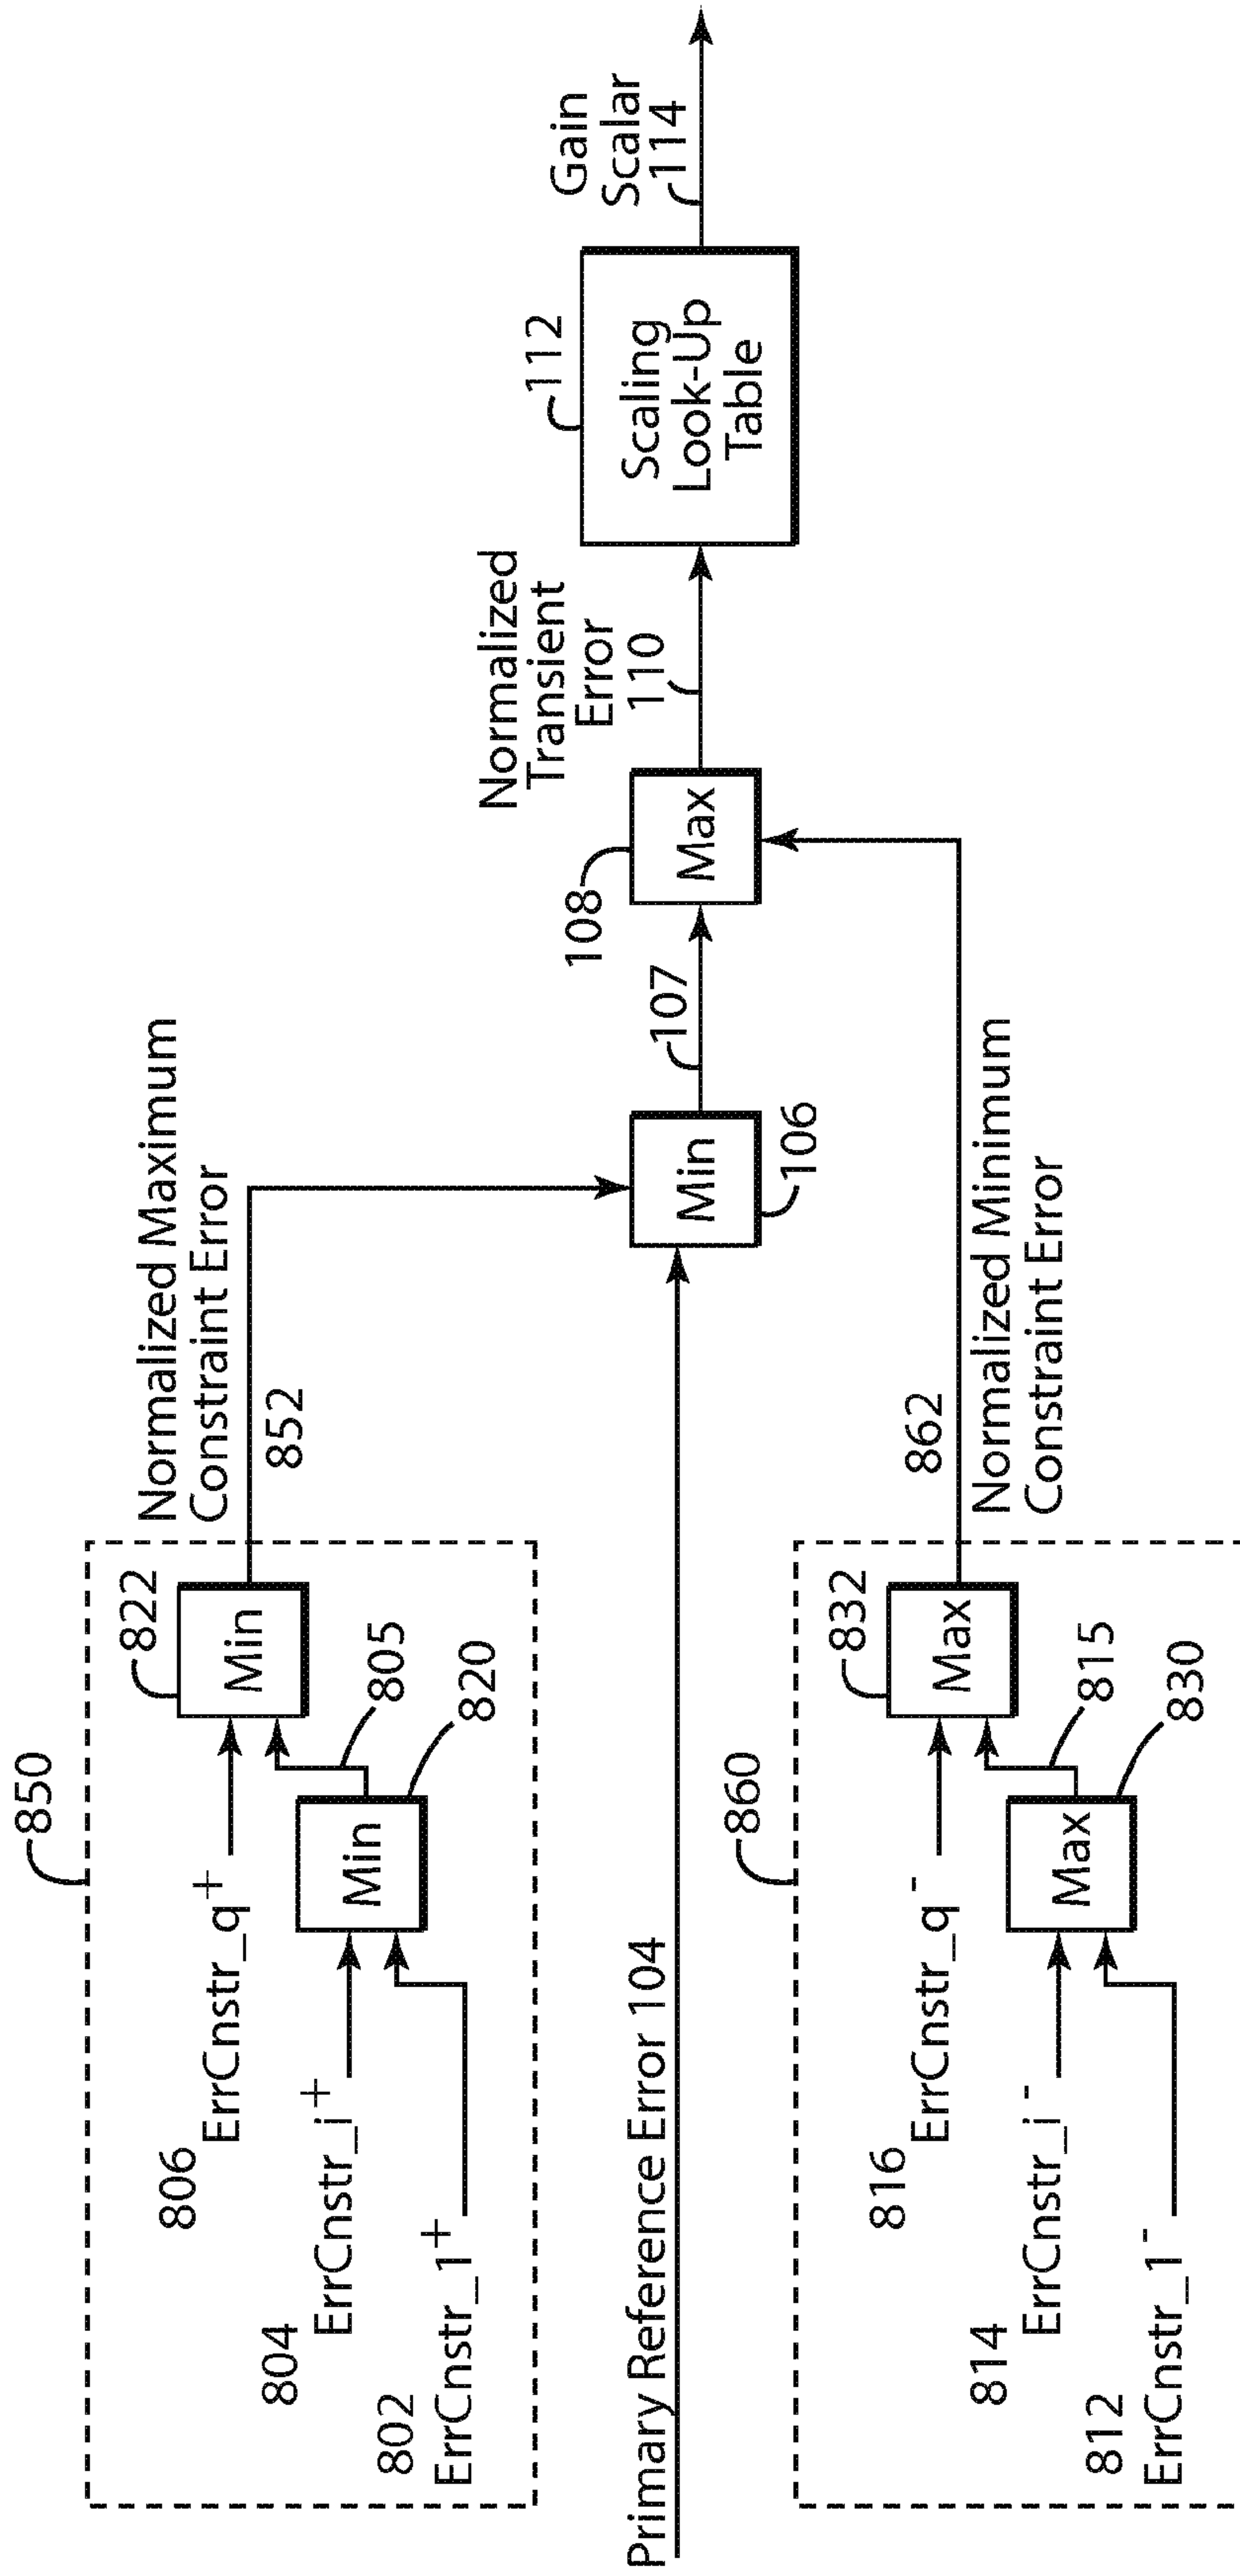 850
806
ErrCnstr_q+
804
ErrCnstr_i+
802
ErrCnstr_1+
822
Min
805
Min
820
Normalized Maximum
Constraint Error
852
Primary Reference Error 104
Min
106
107
108
Max
Normalized
Transient
Error
110
112
Scaling
Look-Up
Table
Gain
Scalar
114
860
816
ErrCnstr_q-
814
ErrCnstr_i-
812
ErrCnstr_1-
832
Max
815
Max
830
862
Normalized Minimum
Constraint Error